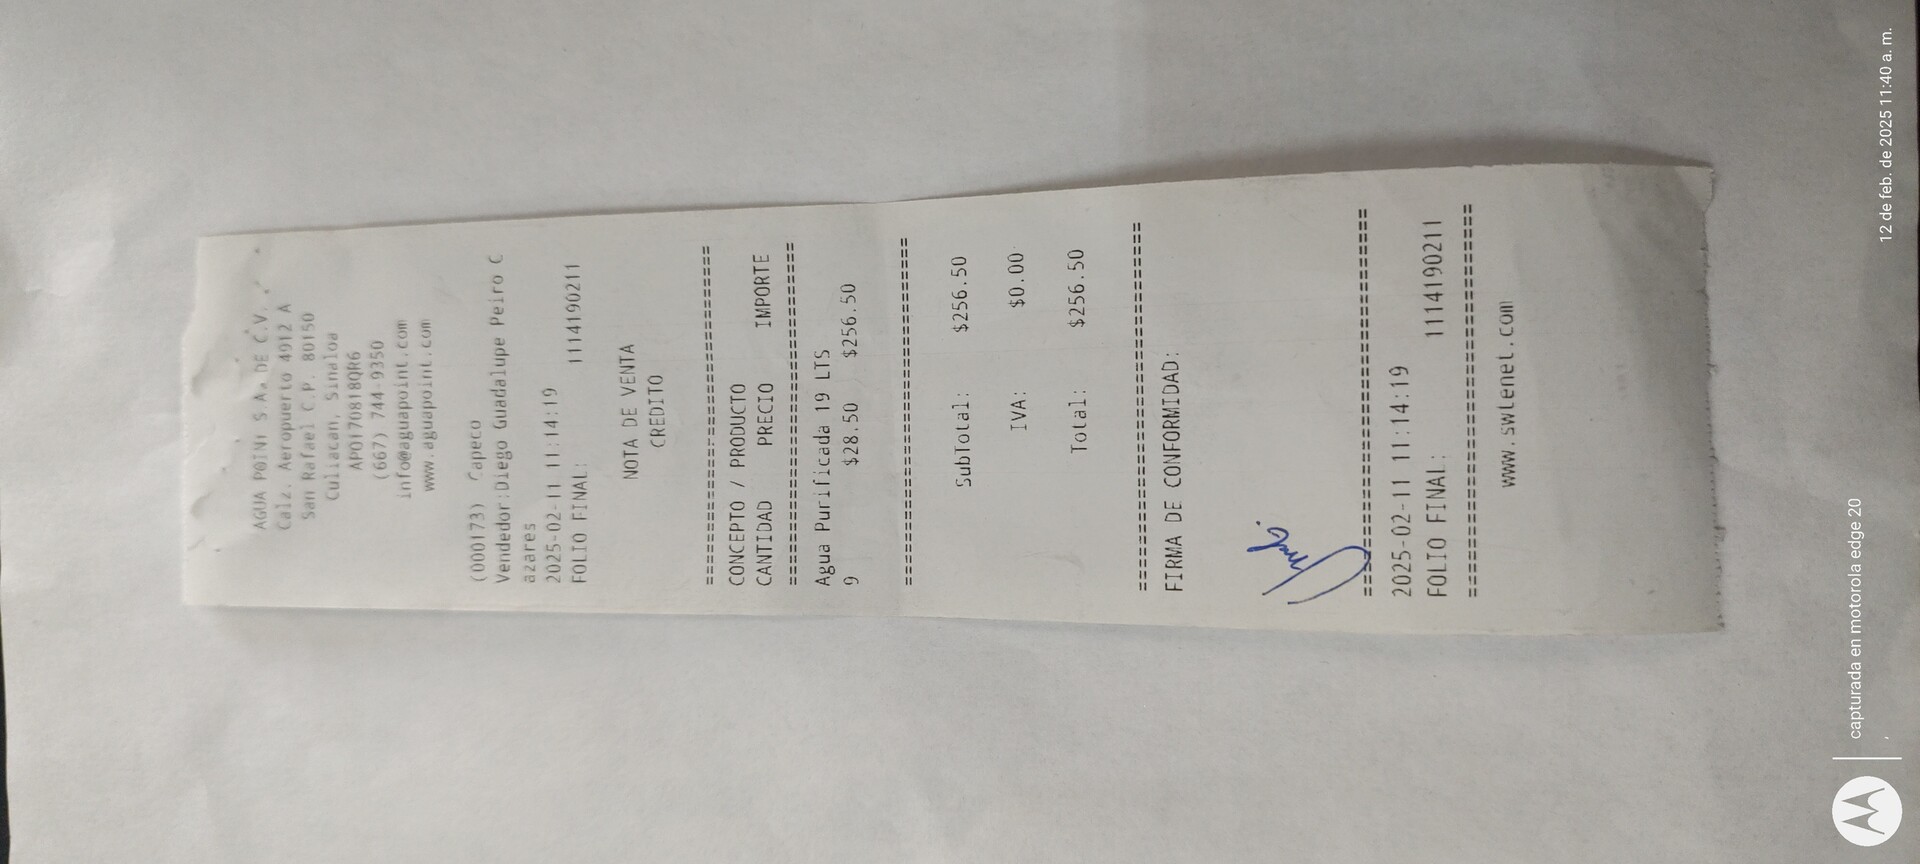 AGUA POINT S.A. DE C.V.
Calz. Aeropuerto 4912 A
San Rafael C.P. 80150
Culiacan, Sinaloa
APO170818QR6
(667) 744-9350
info@aguapoint.com
www.aguapoint.com
(000173) Capeco
Vendedor:Diego Guadalupe Peiro C
azares
2025-02-11 11:14:19
FOLIO FINAL: 1114190211
NOTA DE VENTA
CREDITO
================================
CONCEPTO / PRODUCTO
CANTIDAD PRECIO IMPORTE
================================
Agua Purificada 19 LTS
9 $28.50 $256.50
================================
SubTotal: $256.50
IVA: $0.00
Total: $256.50
================================
FIRMA DE CONFORMIDAD:
================================
2025-02-11 11:14:19
FOLIO FINAL: 1114190211
================================
www.swlenet.com
capturada en motorola edge 20
12 de feb. de 2025 11:40 a. m.